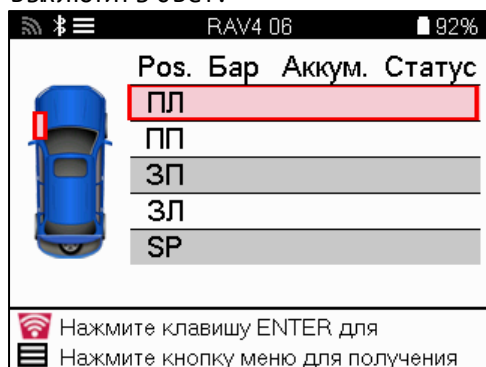 RAV4 06 92%
Pos. Бар Аккум. Статус
ПЛ
ПП
ЗП
ЗЛ
SP
Нажмите клавишу ENTER для
Нажмите кнопку меню для получения